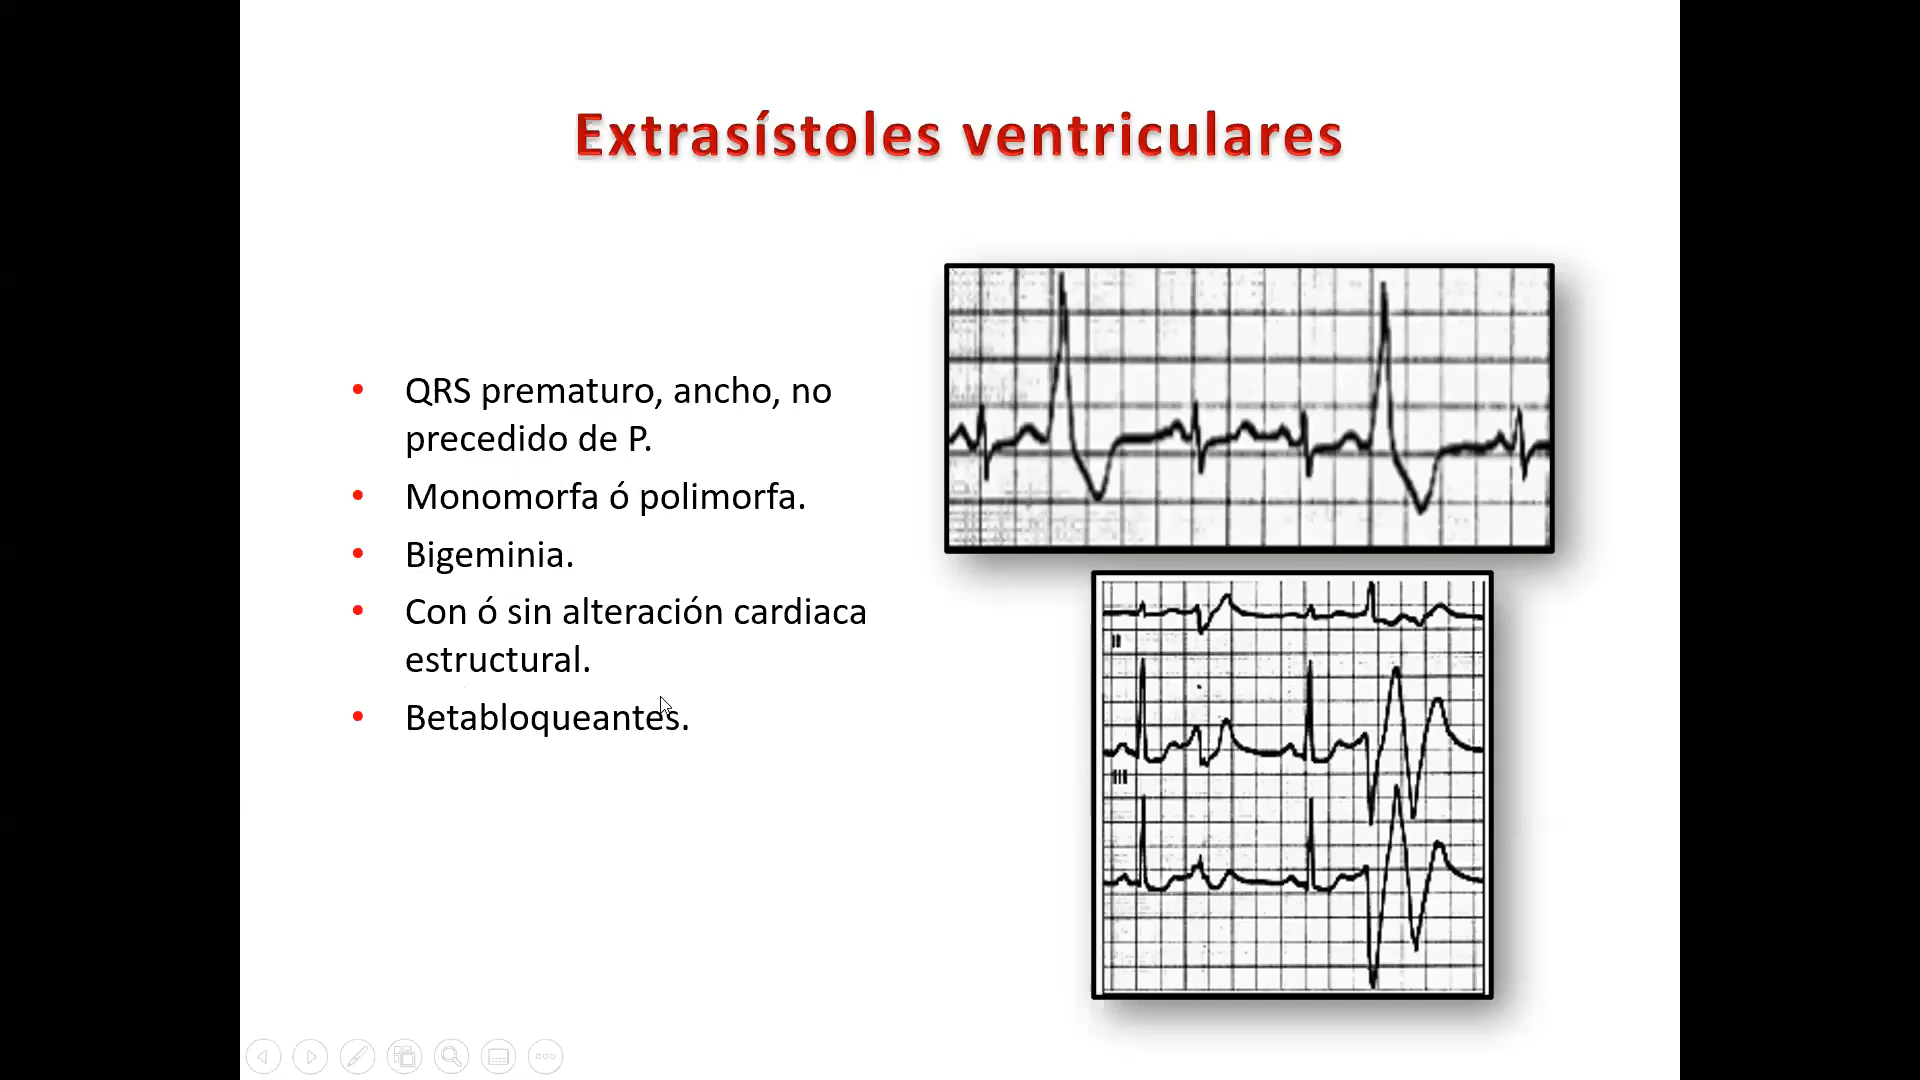 Extrasístoles ventriculares
• QRS prematuro, ancho, no
precedido de P.
• Monomorfa ó polimorfa.
• Bigeminia.
• Con ó sin alteración cardiaca
estructural.
• Betabloqueantes.
II
III